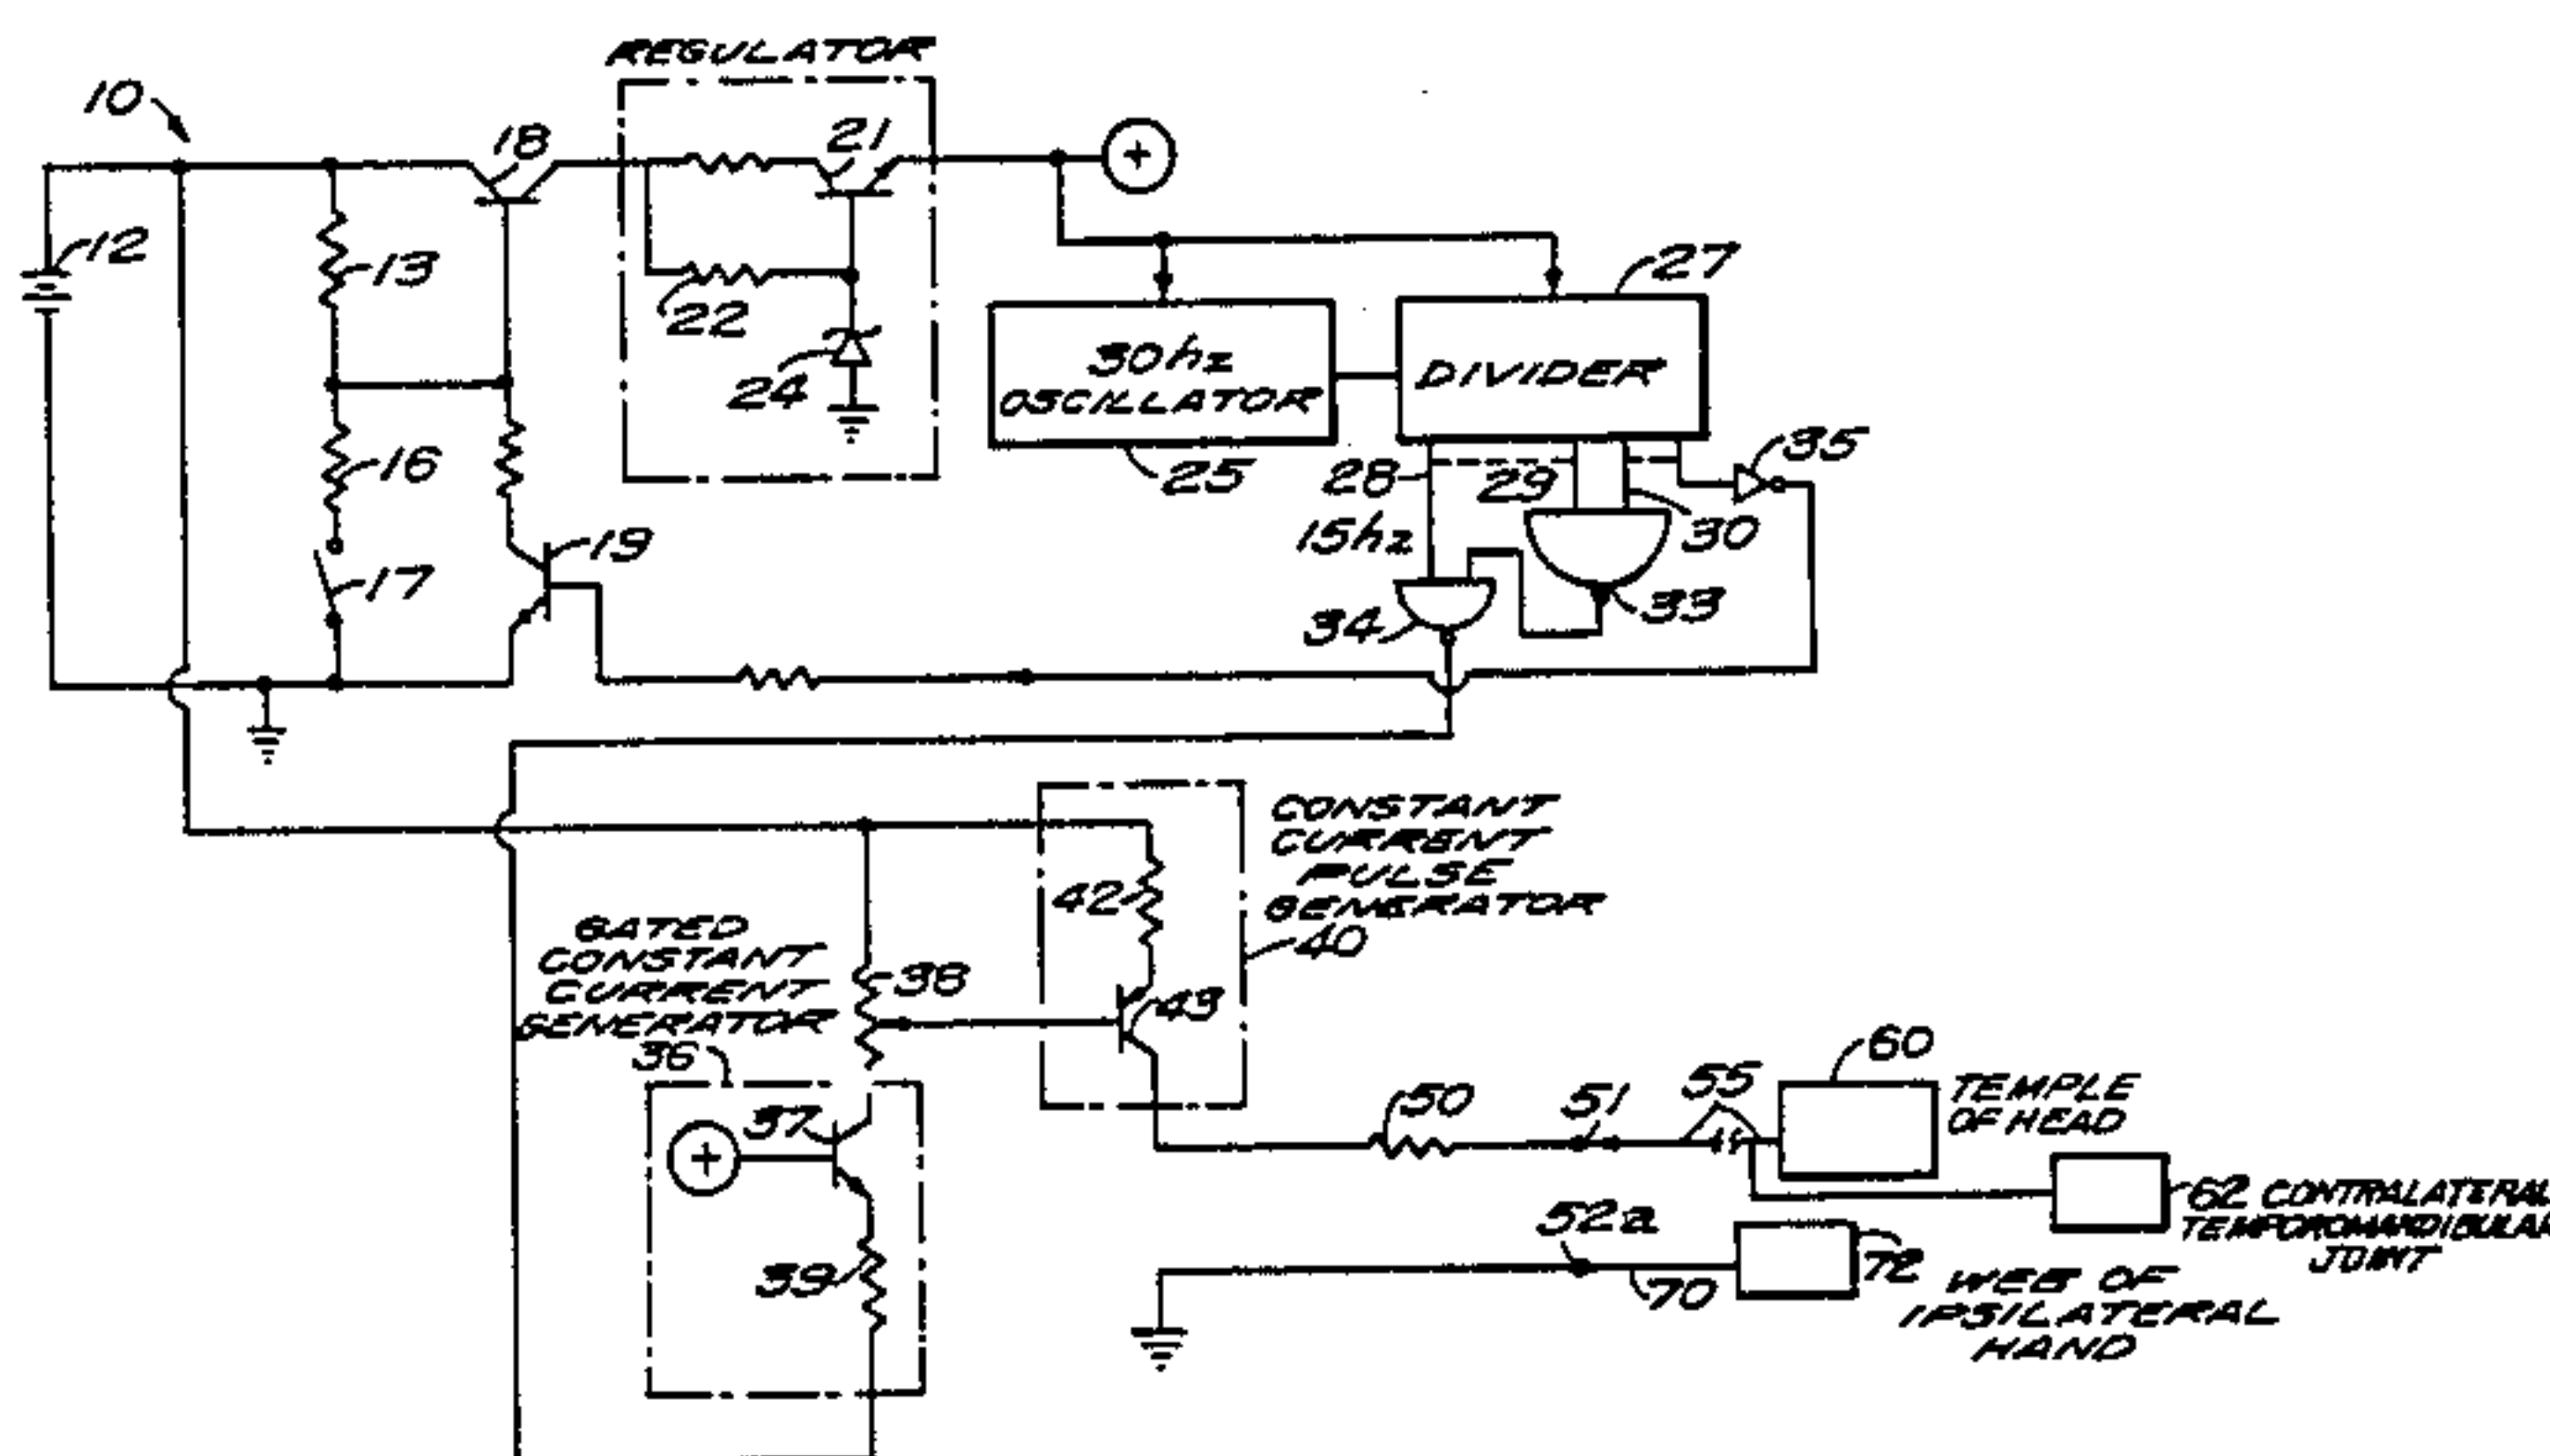 REGULATOR
10
18
21
+
12
13
22
24
27
30hz
OSCILLATOR
DIVIDER
25
28
29
35
30
15hz
16
17
19
34
33
CONSTANT
CURRENT
PULSE
GENERATOR
40
42
43
GATED
CONSTANT
CURRENT
GENERATOR
36
38
37
+
39
50
51
55
60
TEMPLE
OF HEAD
62 CONTRALATERAL
TEMPOROMANDIBULAR
JOINT
52a
70
72
WEB OF
IPSILATERAL
HAND